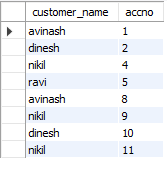 customer_name accno
avinash 1
dinesh 2
nikil 4
ravi 5
avinash 8
nikil 9
dinesh 10
nikil 11